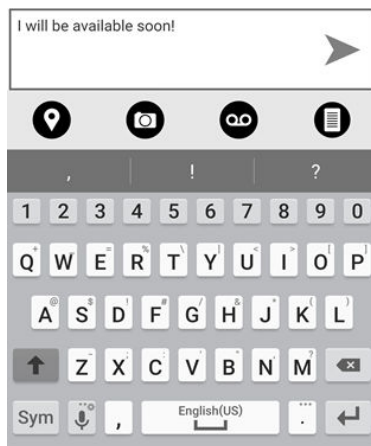 I will be available soon!
, ! ?
1 2 3 4 5 6 7 8 9 0
Q W E R T Y U I O P
A S D F G H J K L
Z X C V B N M
Sym , English(US) .